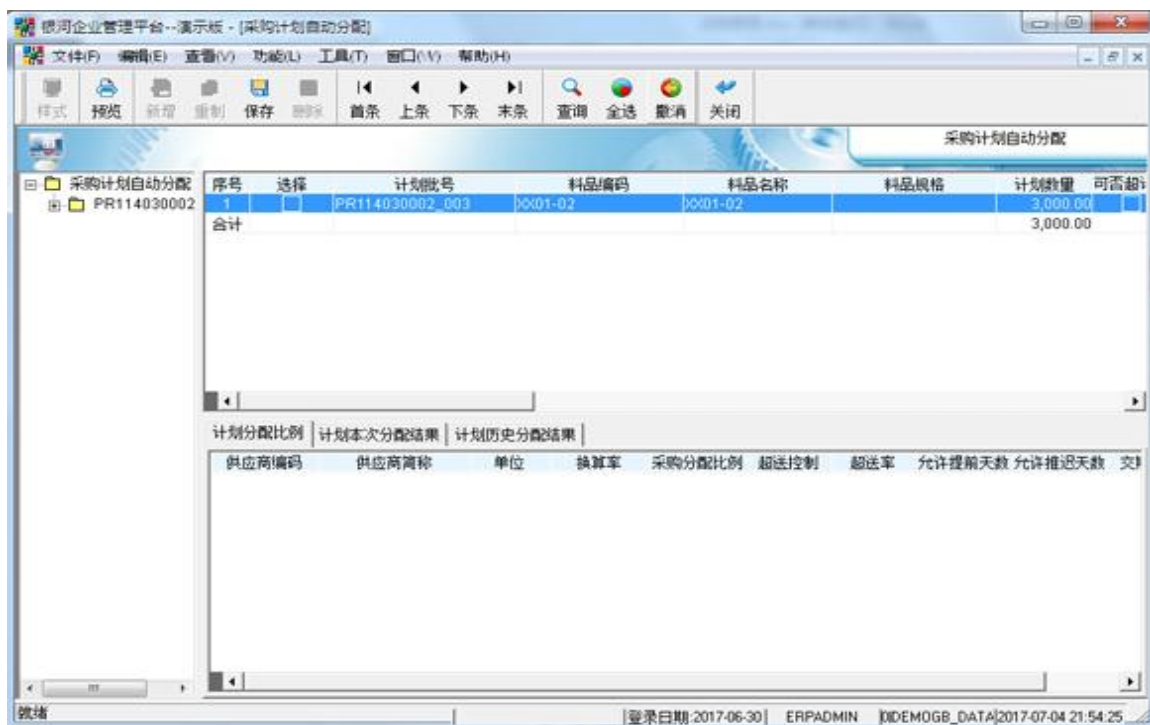 银河企业管理平台--演示版 - [采购计划自动分配]
文件(F) 编辑(E) 查看(V) 功能(L) 工具(T) 窗口(W) 帮助(H)
样式 预览 新增 重制 保存 删除 首条 上条 下条 末条 查询 全选 撤消 关闭
采购计划自动分配
采购计划自动分配
PR114030002
序号 选择 计划批号 料品编码 料品名称 料品规格 计划数量 可否超
1 PR114030002_003 XX01-02 XX01-02 3,000.00
合计 3,000.00
计划分配比例 计划本次分配结果 计划历史分配结果
供应商编码 供应商简称 单位 换算率 采购分配比例 超送控制 超送率 允许提前天数 允许推迟天数 交
就绪 登录日期:2017-06-30 ERPADMIN DEMOGB_DATA 2017-07-04 21:54:25